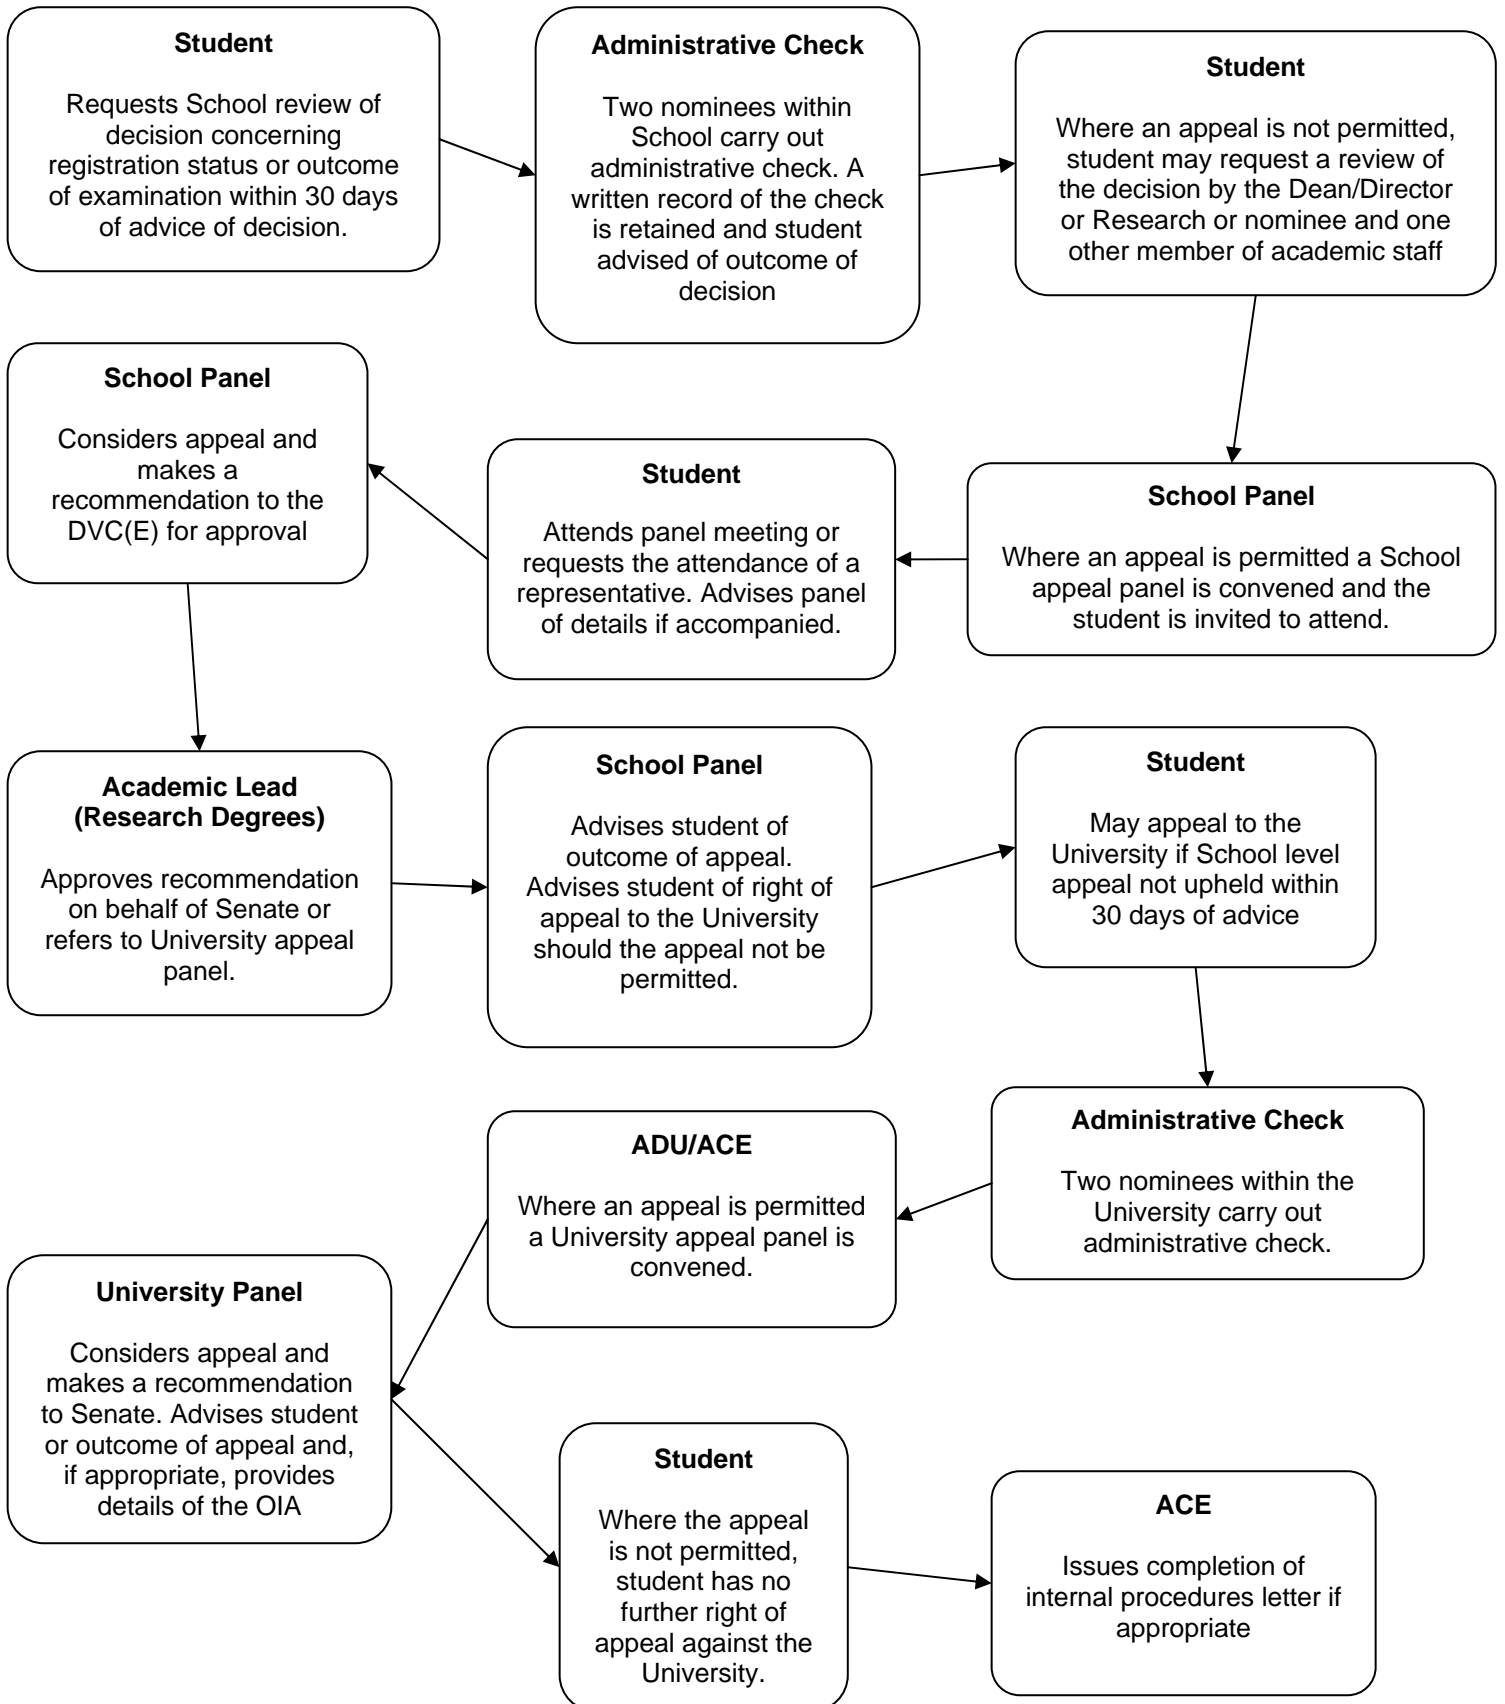 Student
Requests School review of
decision concerning
registration status or outcome
of examination within 30 days
of advice of decision.
Administrative Check
Two nominees within
School carry out
administrative check. A
written record of the check
is retained and student
advised of outcome of
decision
Student
Where an appeal is not permitted,
student may request a review of
the decision by the Dean/Director
or Research or nominee and one
other member of academic staff
School Panel
Where an appeal is permitted a School
appeal panel is convened and the
student is invited to attend.
Student
Attends panel meeting or
requests the attendance of a
representative. Advises panel
of details if accompanied.
School Panel
Considers appeal and
makes a
recommendation to the
DVC(E) for approval
Academic Lead
(Research Degrees)
Approves recommendation
on behalf of Senate or
refers to University appeal
panel.
School Panel
Advises student of
outcome of appeal.
Advises student of right of
appeal to the University
should the appeal not be
permitted.
Student
May appeal to the
University if School level
appeal not upheld within
30 days of advice
Administrative Check
Two nominees within the
University carry out
administrative check.
ADU/ACE
Where an appeal is permitted
a University appeal panel is
convened.
University Panel
Considers appeal and
makes a recommendation
to Senate. Advises student
or outcome of appeal and,
if appropriate, provides
details of the OIA
Student
Where the appeal
is not permitted,
student has no
further right of
appeal against the
University.
ACE
Issues completion of
internal procedures letter if
appropriate